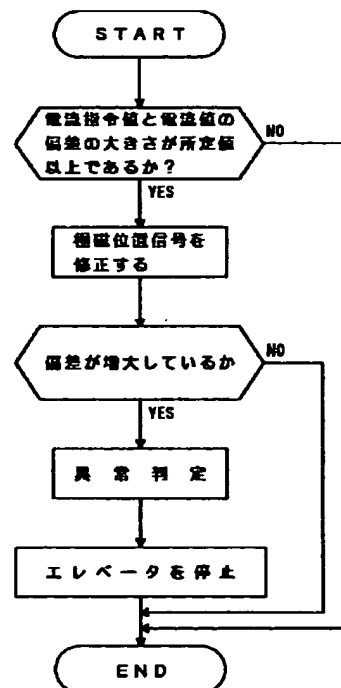 START
電流指令値と電流値の
偏差の大きさが所定値
以上であるか?
NO
YES
極磁位置信号を
修正する
偏差が増大しているか
NO
YES
異常判定
エレベータを停止
END